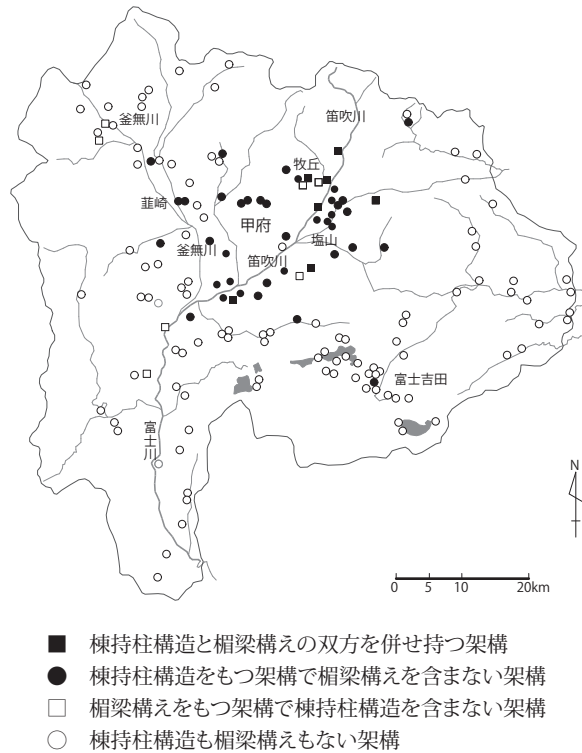 笛吹川
釜無川
牧丘
韮崎
甲府
塩山
釜無川
笛吹川
富士吉田
富士川
N
0 5 10 20km
■ 棟持柱構造と楣梁構えの双方を併せ持つ架構
● 棟持柱構造をもつ架構で楣梁構えを含まない架構
□ 楣梁構えをもつ架構で棟持柱構造を含まない架構
○ 棟持柱構造も楣梁構えもない架構